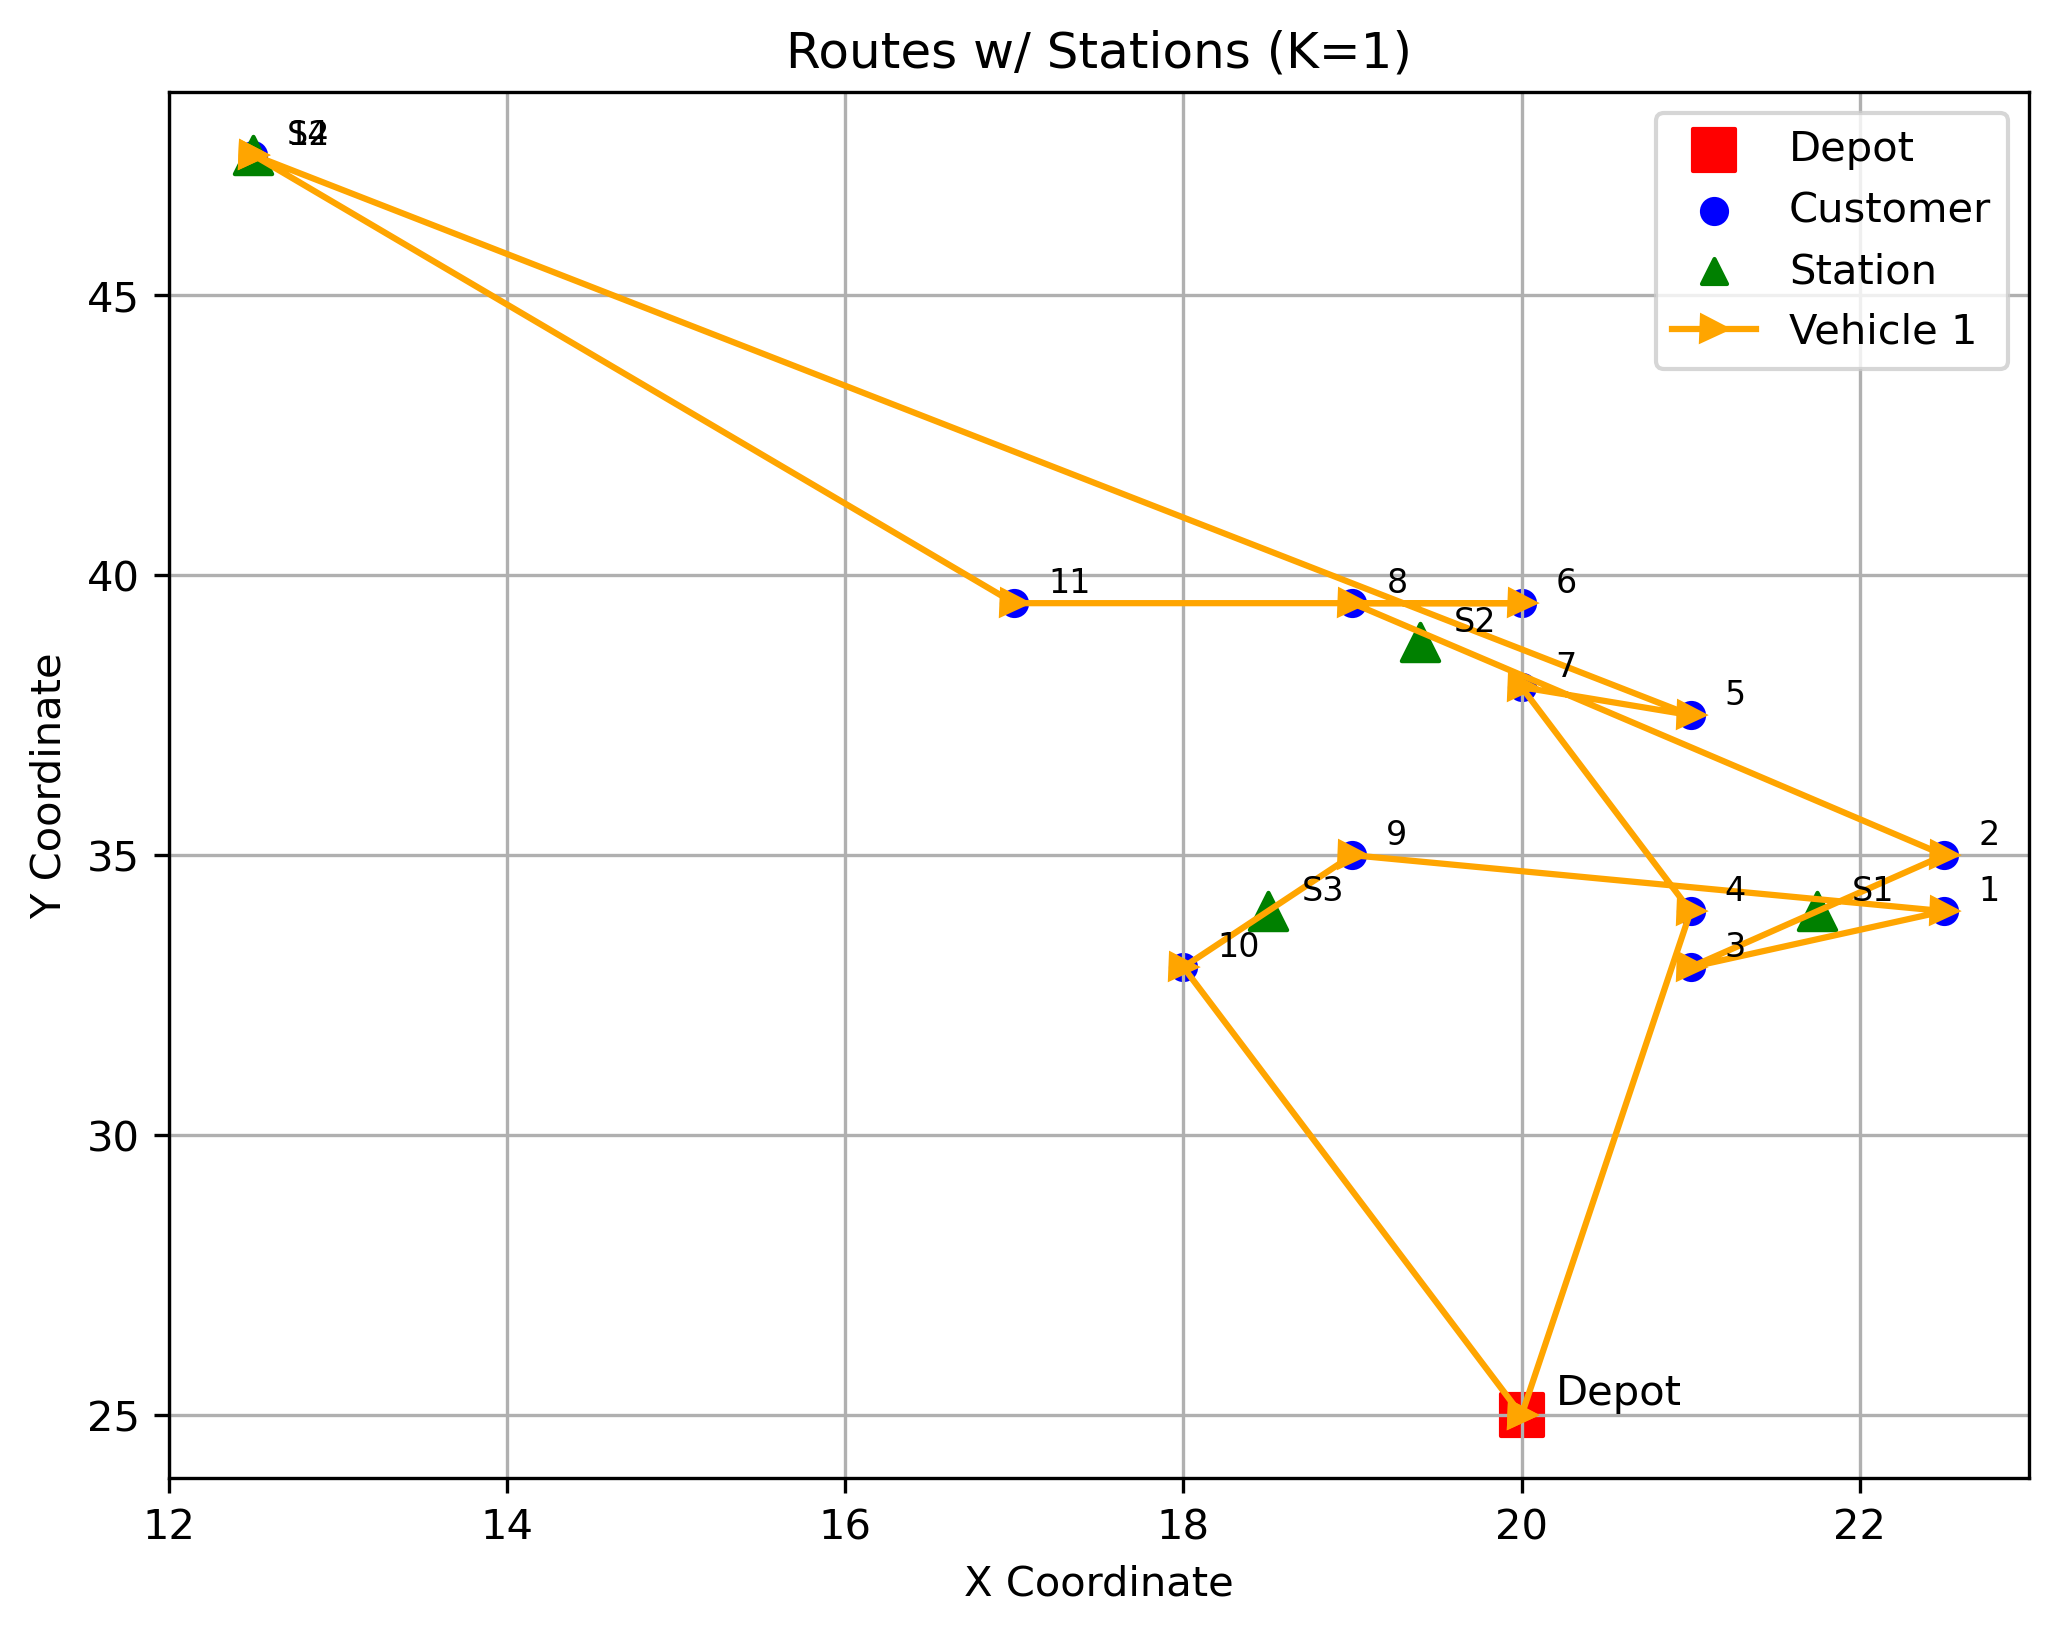 Routes w/ Stations (K=1)
Depot
Customer
Station
Vehicle 1
45
40
35
30
25
Y Coordinate
11
8
6
S2
7
5
9
2
S3
4
S1
1
10
3
Depot
12
14
16
18
20
22
X Coordinate